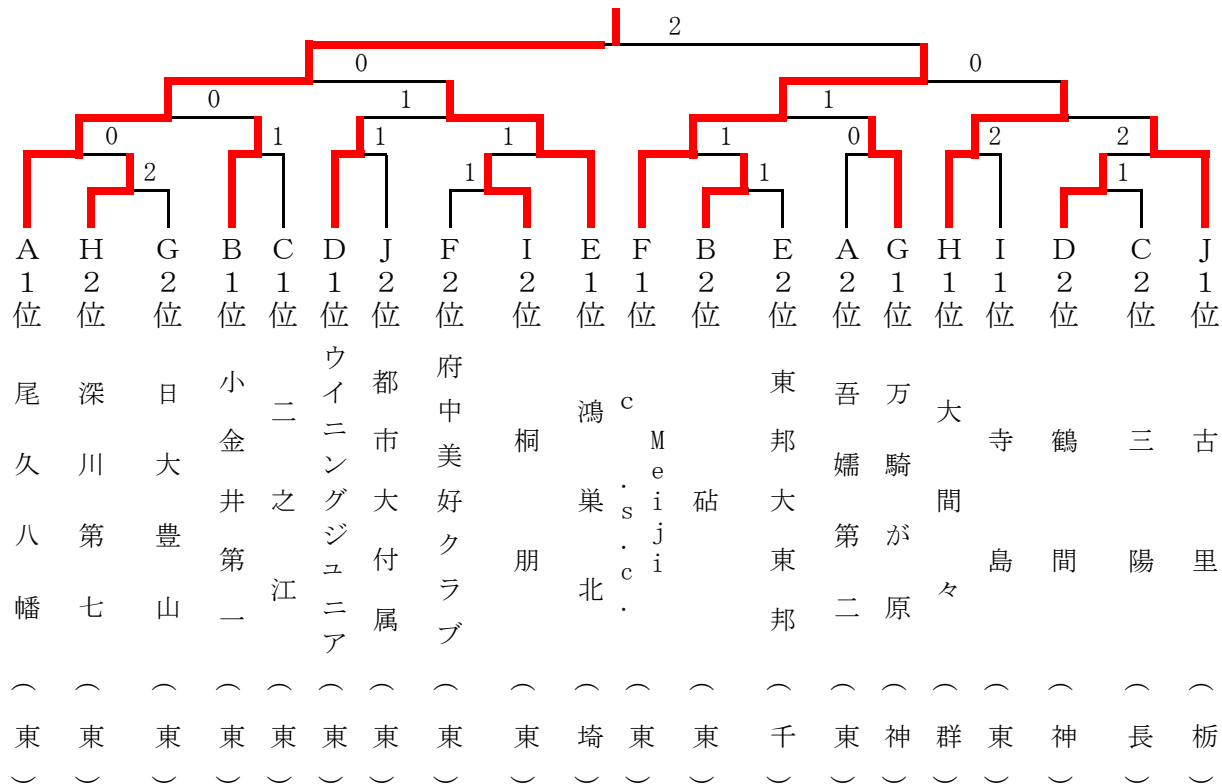 2
0
0
0
1
0
1
1
1
1
0
2
2
2
1
1
1
A1位 尾久八幡 (東)
H2位 深川第七 (東)
G2位 日大豊山 (東)
B1位 小金井第一 (東)
C1位 二之江 (東)
D1位 ウイニングジュニア (東)
J2位 都市大付属 (東)
F2位 府中美好クラブ (東)
I2位 桐朋 (東)
E1位 鴻巣北 (埼)
F1位 Meiji
c.s.c. (東)
B2位 砧 (東)
E2位 東邦大東邦 (千)
A2位 吾嬬第二 (東)
G1位 万騎が原 (神)
H1位 大間々 (群)
I1位 寺島 (東)
D2位 鶴間 (神)
C2位 三陽 (長)
J1位 古里 (栃)